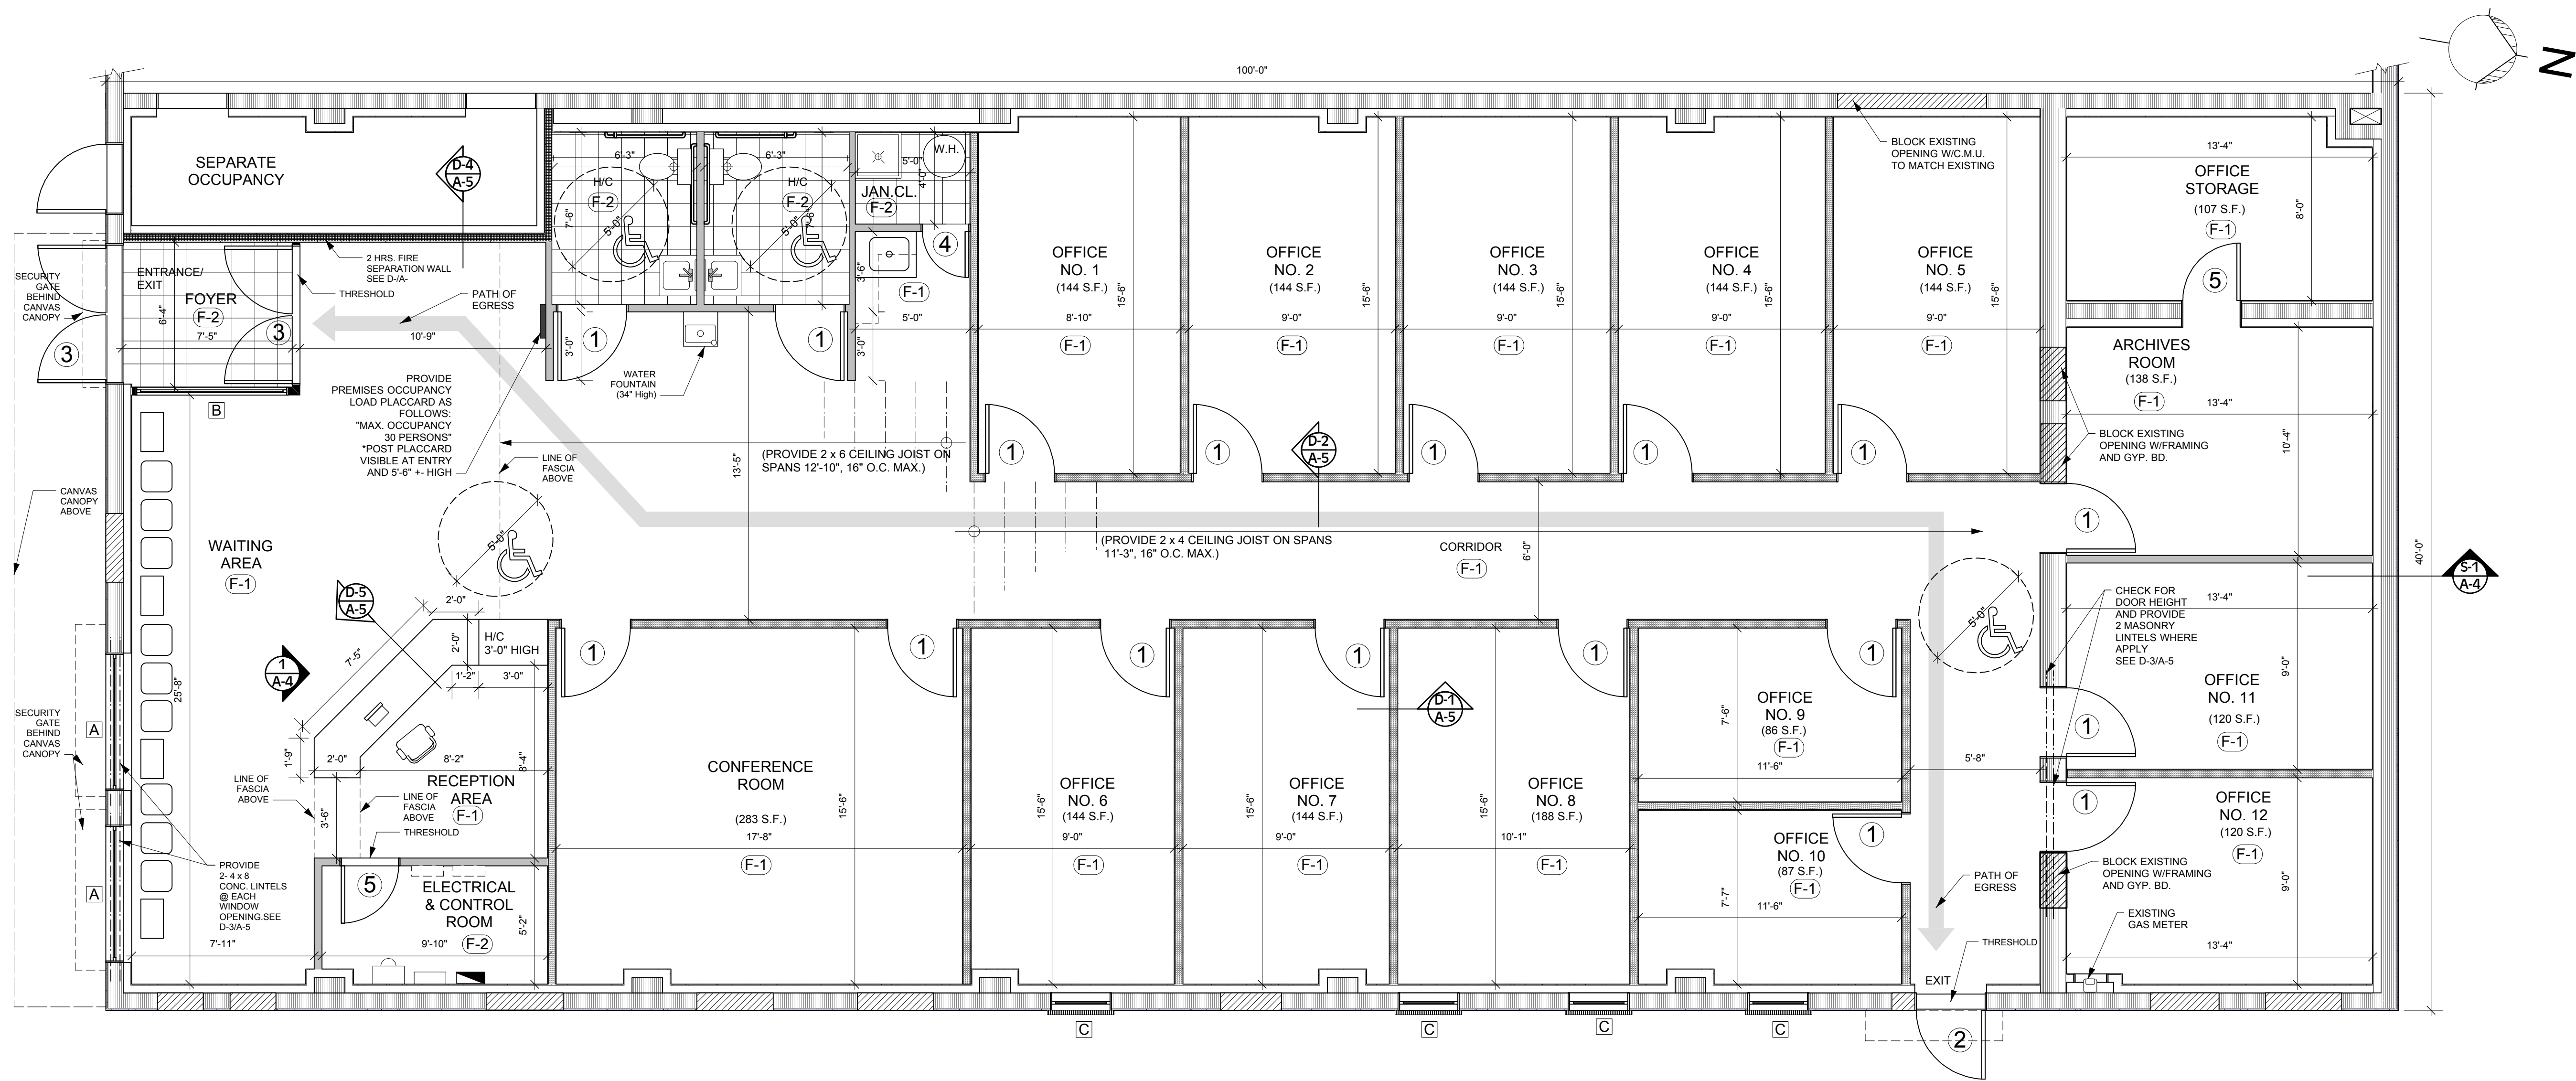 N
100'-0"
40'-0"
SEPARATE
OCCUPANCY
D-4
A-5
SECURITY
GATE
BEHIND
CANVAS
CANOPY
ENTRANCE/
EXIT
FOYER
F-2
6'-4"
7'-5"
3
3
B
2 HRS. FIRE
SEPARATION WALL
SEE D-/A-
THRESHOLD
PATH OF
EGRESS
10'-9"
PROVIDE
PREMISES OCCUPANCY
LOAD PLACCARD AS
FOLLOWS:
"MAX. OCCUPANCY
30 PERSONS"
*POST PLACCARD
VISIBLE AT ENTRY
AND 5'-6" +- HIGH
6'-3"
H/C
F-2
7'-6"
5'-0"
3'-0"
1
6'-3"
H/C
F-2
7'-6"
5'-0"
1
WATER
FOUNTAIN
(34" High)
W.H.
5'-0"
4'-0"
JAN.CL.
F-2
4
3'-6"
F-1
5'-0"
3'-0"
OFFICE
NO. 1
(144 S.F.)
15'-6"
8'-10"
F-1
1
OFFICE
NO. 2
(144 S.F.)
15'-6"
9'-0"
F-1
1
OFFICE
NO. 3
(144 S.F.)
15'-6"
9'-0"
F-1
1
OFFICE
NO. 4
(144 S.F.)
15'-6"
9'-0"
F-1
1
OFFICE
NO. 5
(144 S.F.)
15'-6"
9'-0"
F-1
1
BLOCK EXISTING
OPENING W/C.M.U.
TO MATCH EXISTING
13'-4"
OFFICE
STORAGE
(107 S.F.)
F-1
8'-0"
5
ARCHIVES
ROOM
(138 S.F.)
F-1
13'-4"
10'-4"
BLOCK EXISTING
OPENING W/FRAMING
AND GYP. BD.
1
D-2
A-5
(PROVIDE 2 x 6 CEILING JOIST ON
SPANS 12'-10", 16" O.C. MAX.)
13'-5"
LINE OF
FASCIA
ABOVE
(PROVIDE 2 x 4 CEILING JOIST ON SPANS
11'-3", 16" O.C. MAX.)
CORRIDOR
F-1
6'-0"
CANVAS
CANOPY
ABOVE
WAITING
AREA
F-1
5'-0"
25'-8"
1
A-4
D-5
A-5
2'-0"
2'-0"
H/C
3'-0" HIGH
7'-5"
1'-2"
3'-0"
1'-9"
2'-0"
8'-2"
8'-4"
RECEPTION
AREA
F-1
LINE OF
FASCIA
ABOVE
LINE OF
FASCIA
ABOVE
3'-6"
THRESHOLD
SECURITY
GATE
BEHIND
CANVAS
CANOPY
A
A
PROVIDE
2- 4 x 8
CONC. LINTELS
@ EACH
WINDOW
OPENING.SEE
D-3/A-5
7'-11"
5
ELECTRICAL
& CONTROL
ROOM
F-2
9'-10"
5'-2"
1
1
CONFERENCE
ROOM
(283 S.F.)
17'-8"
15'-6"
F-1
1
OFFICE
NO. 6
(144 S.F.)
15'-6"
9'-0"
F-1
1
OFFICE
NO. 7
(144 S.F.)
15'-6"
9'-0"
F-1
D-1
A-5
1
OFFICE
NO. 8
(188 S.F.)
15'-6"
10'-1"
F-1
1
OFFICE
NO. 9
(86 S.F.)
F-1
7'-6"
11'-6"
1
OFFICE
NO. 10
(87 S.F.)
F-1
7'-7"
11'-6"
5'-0"
5'-8"
PATH OF
EGRESS
THRESHOLD
EXIT
2
CHECK FOR
DOOR HEIGHT
AND PROVIDE
2 MASONRY
LINTELS WHERE
APPLY
SEE D-3/A-5
13'-4"
S-1
A-4
OFFICE
NO. 11
(120 S.F.)
F-1
9'-0"
1
1
OFFICE
NO. 12
(120 S.F.)
F-1
9'-0"
BLOCK EXISTING
OPENING W/FRAMING
AND GYP. BD.
EXISTING
GAS METER
13'-4"
C
C
C
C